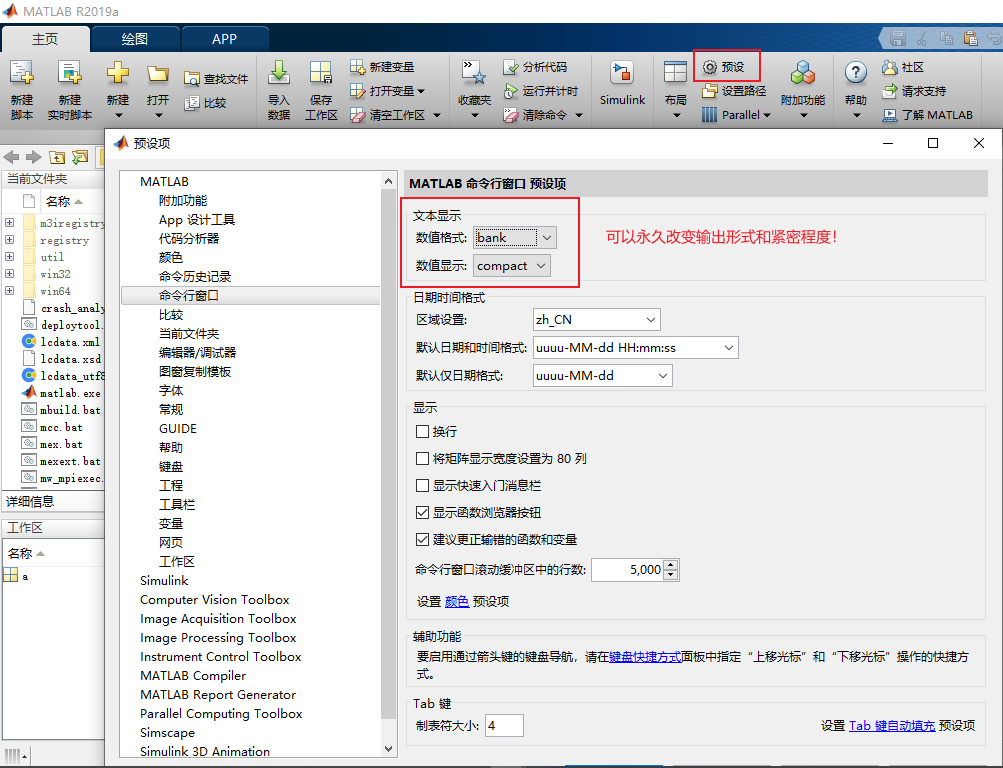 MATLAB R2019a
主页
绘图
APP
新建
脚本
新建
实时脚本
新建
打开
查找文件
比较
导入
数据
保存
工作区
新建变量
打开变量
清空工作区
收藏夹
分析代码
运行并计时
清除命令
Simulink
布局
预设
设置路径
Parallel
附加功能
帮助
社区
请求支持
了解 MATLAB
当前文件夹
名称
m3iregistry
registry
util
win32
win64
crash_analy
deploytool.
lcdata.xml
lcdata.xsd
lcdata_utf8
matlab.exe
mbuild.bat
mcc.bat
mex.bat
mexext.bat
mw_mpiexec.
详细信息
工作区
名称
a
预设项
MATLAB
附加功能
App 设计工具
代码分析器
颜色
命令历史记录
命令行窗口
比较
当前文件夹
编辑器/调试器
图窗复制模板
字体
常规
GUIDE
帮助
键盘
工程
工具栏
变量
网页
工作区
Simulink
Computer Vision Toolbox
Image Acquisition Toolbox
Image Processing Toolbox
Instrument Control Toolbox
MATLAB Compiler
MATLAB Report Generator
Parallel Computing Toolbox
Simscape
Simulink 3D Animation
MATLAB 命令行窗口 预设项
文本显示
数值格式: bank
数值显示: compact
可以永久改变输出形式和紧密程度!
日期时间格式
区域设置: zh_CN
默认日期和时间格式: uuuu-MM-dd HH:mm:ss
默认仅日期格式: uuuu-MM-dd
显示
换行
将矩阵显示宽度设置为 80 列
显示快速入门消息栏
显示函数浏览器按钮
建议更正输错的函数和变量
命令行窗口滚动缓冲区中的行数: 5,000
设置 颜色 预设项
辅助功能
要启用通过箭头键的键盘导航，请在键盘快捷方式面板中指定“上移光标”和“下移光标”操作的快捷方
式。
Tab 键
制表符大小: 4
设置 Tab 键自动填充 预设项